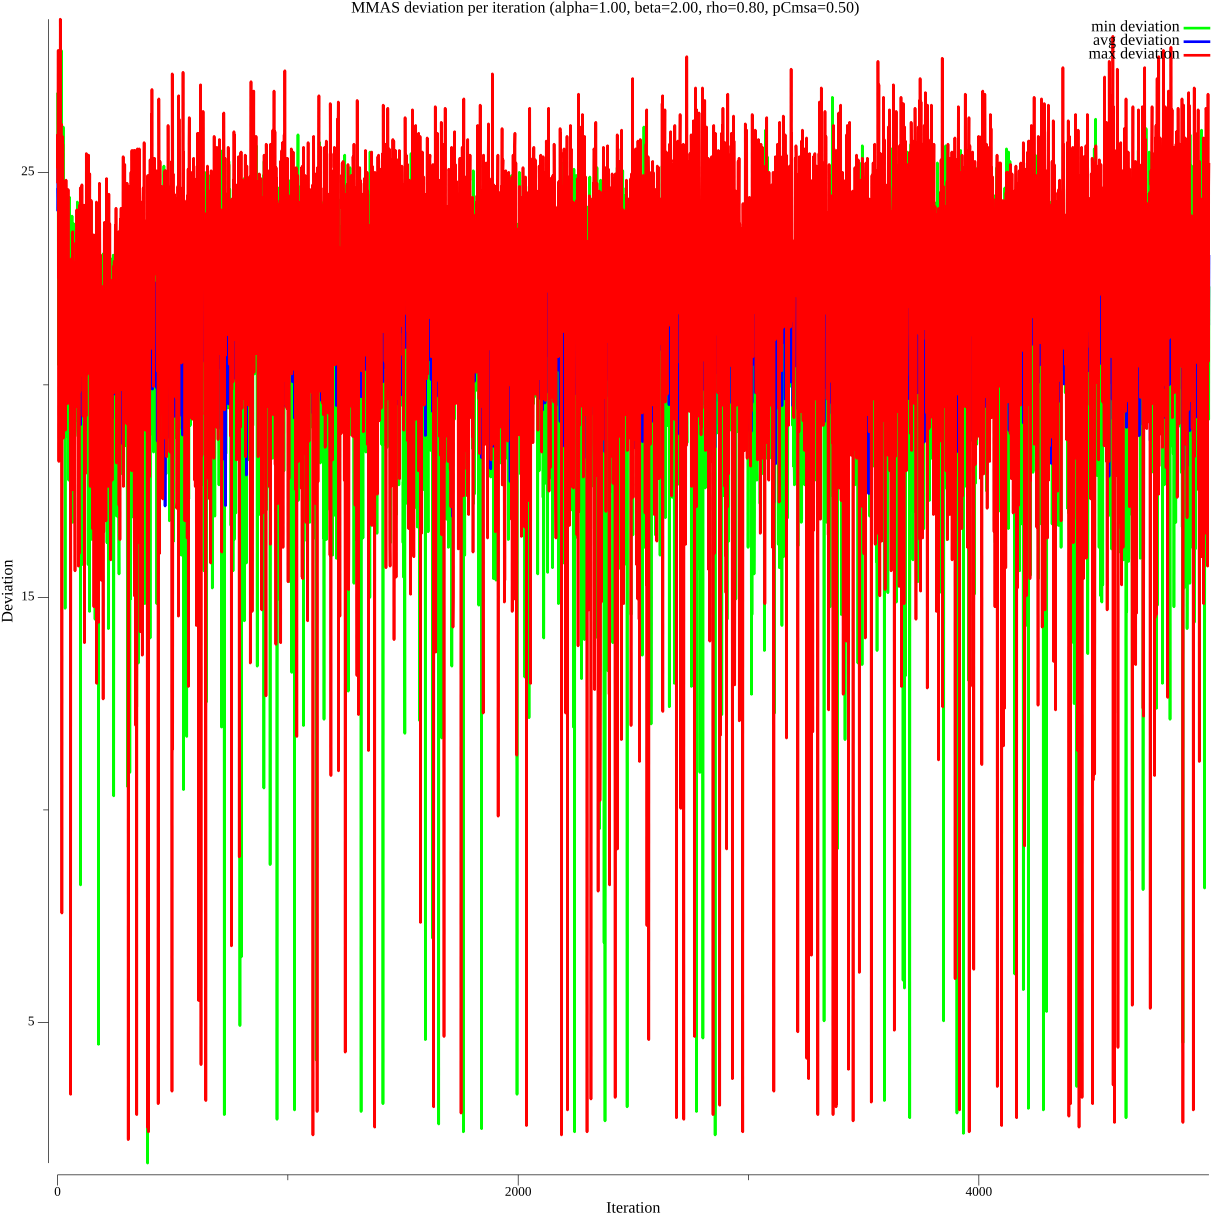 MMAS deviation per iteration (alpha=1.00, beta=2.00, rho=0.80, pCmsa=0.50)
min deviation
avg deviation
max deviation
25
15
5
Deviation
0 2000 4000
Iteration